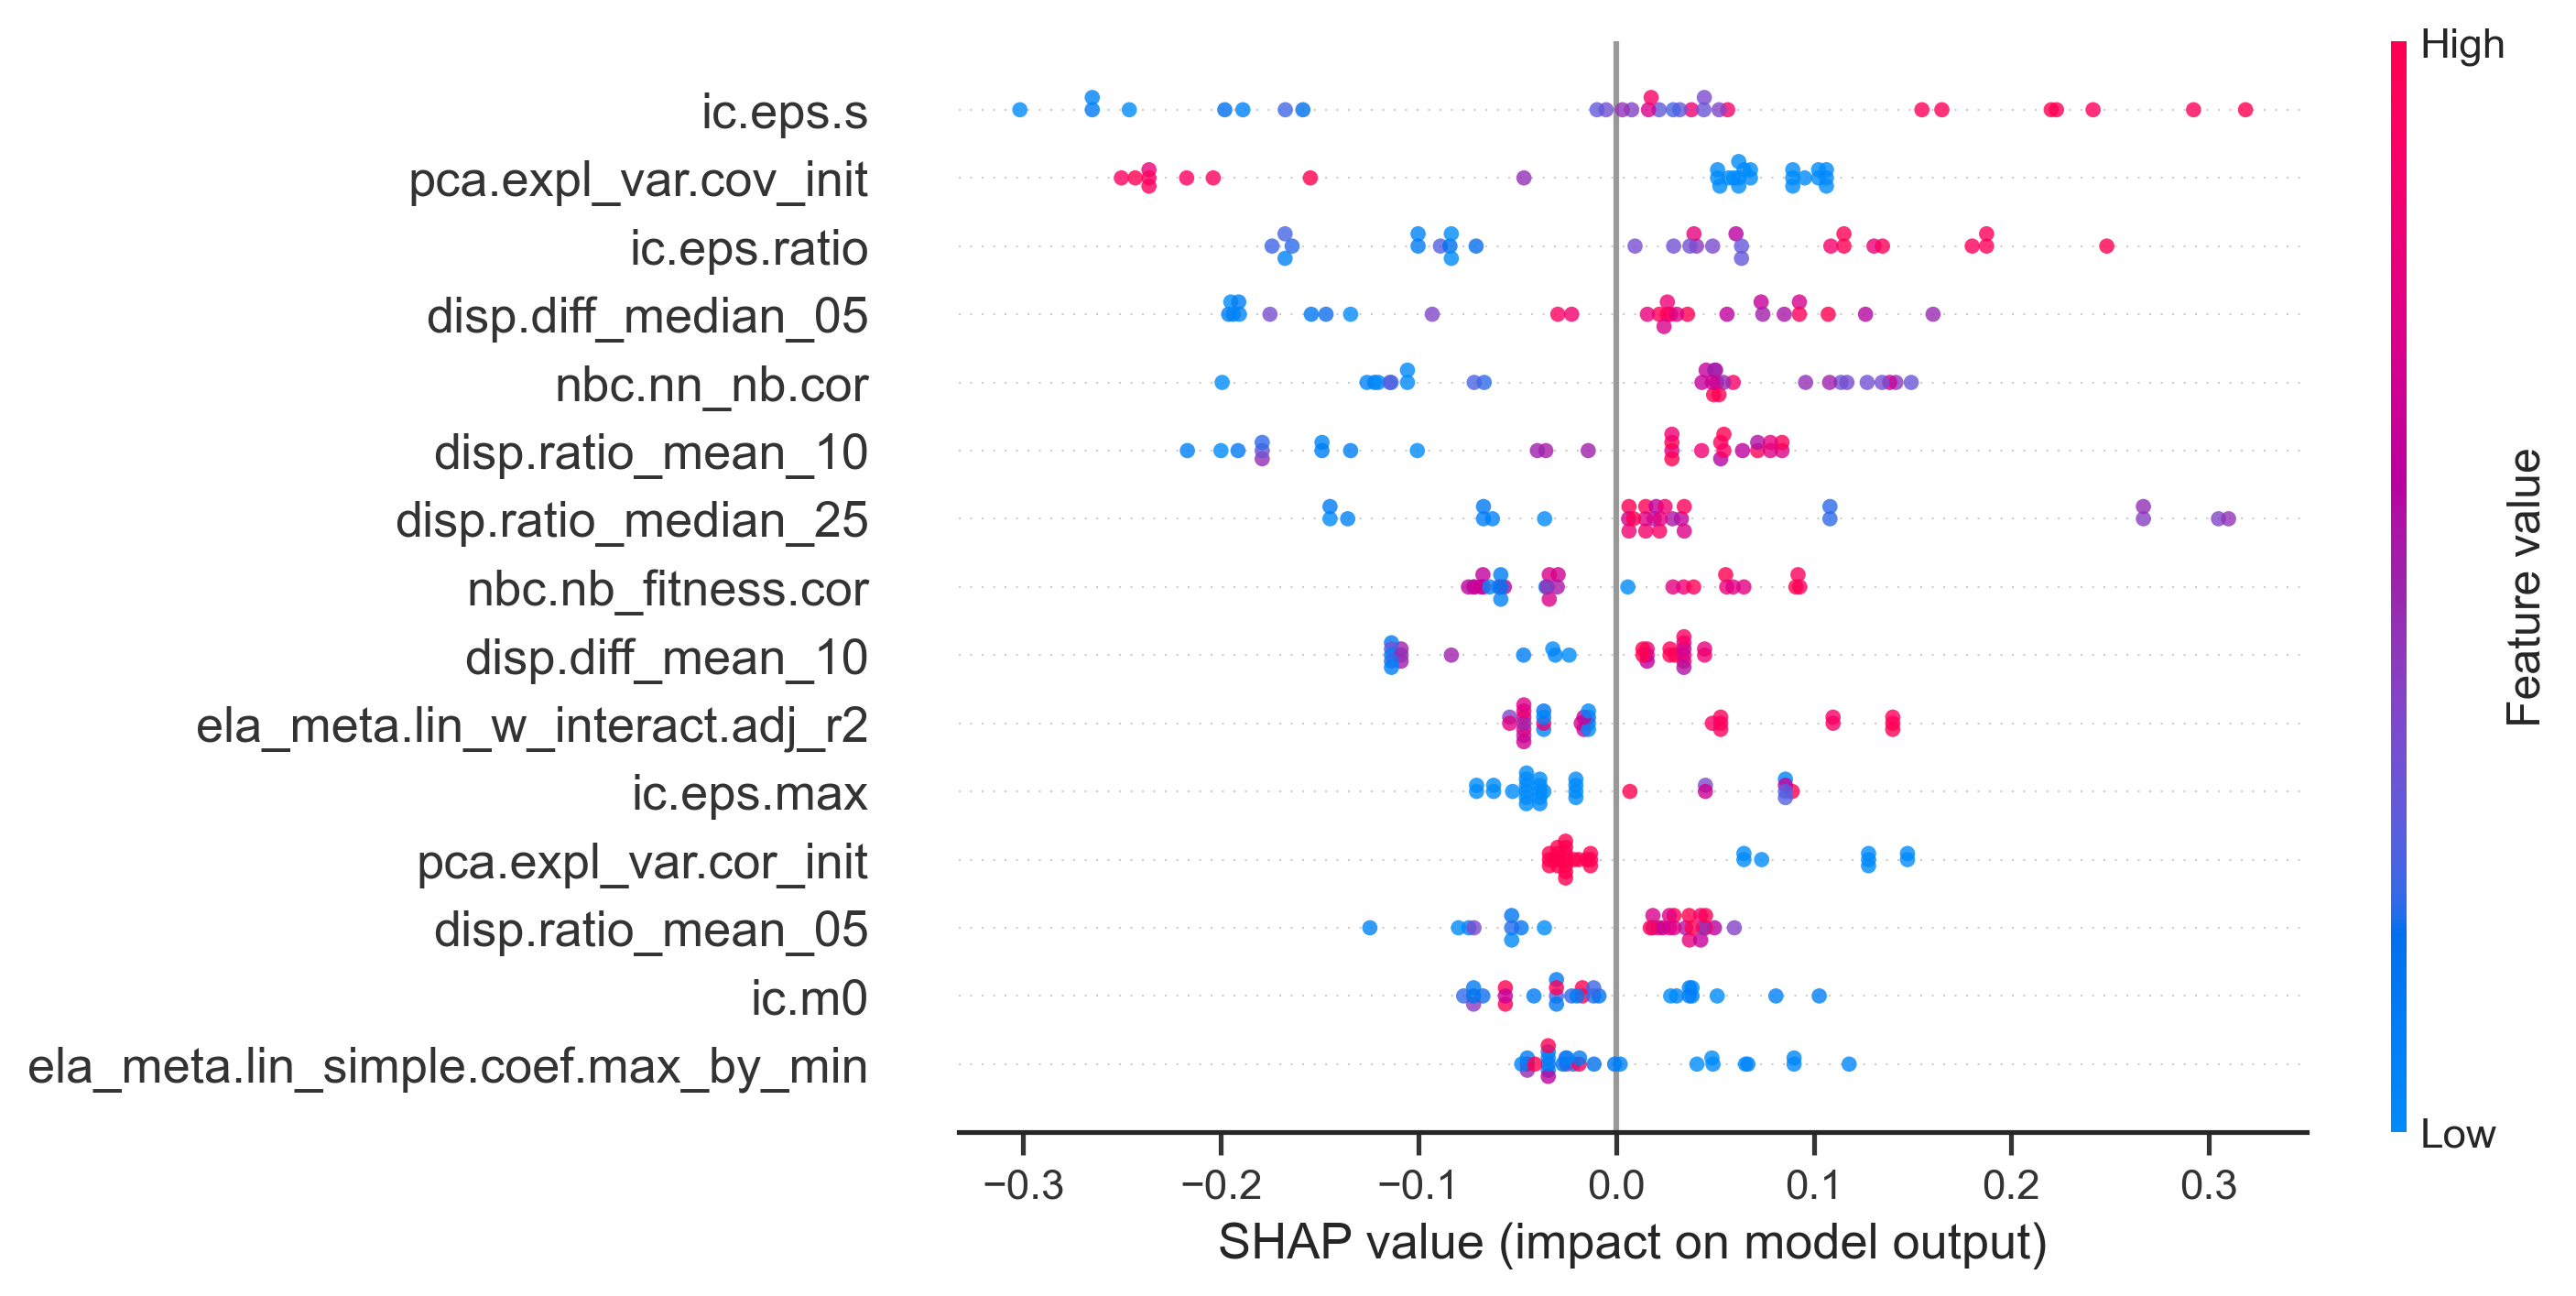 High
ic.eps.s
pca.expl_var.cov_init
ic.eps.ratio
disp.diff_median_05
nbc.nn_nb.cor
disp.ratio_mean_10
disp.ratio_median_25
nbc.nb_fitness.cor
disp.diff_mean_10
ela_meta.lin_w_interact.adj_r2
ic.eps.max
pca.expl_var.cor_init
disp.ratio_mean_05
ic.m0
ela_meta.lin_simple.coef.max_by_min
Feature value
Low
−0.3 −0.2 −0.1 0.0 0.1 0.2 0.3
SHAP value (impact on model output)